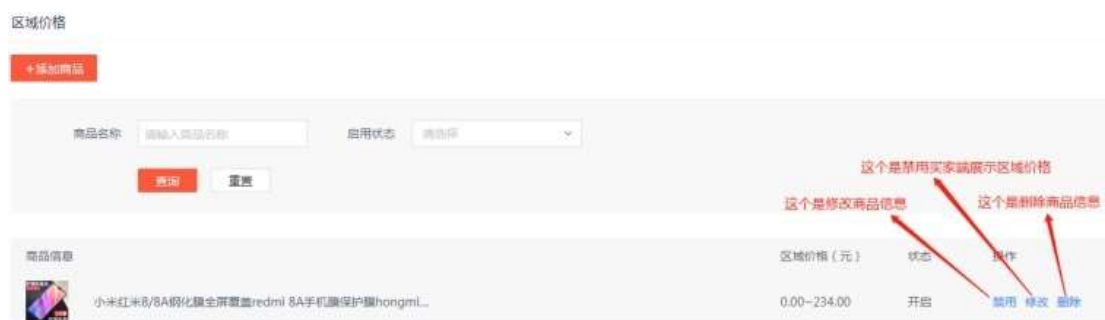 区域价格
+添加商品
商品名称 请输入商品名称 启用状态 请选择
这个是禁用买家端展示区域价格
查询 重置
这个是修改商品信息 这个是删除商品信息
商品信息 区域价格（元） 状态 操作
小米红米8/8A钢化膜全屏覆盖redmi 8A手机膜保护膜hongmi... 0.00~234.00 开启 禁用 修改 删除